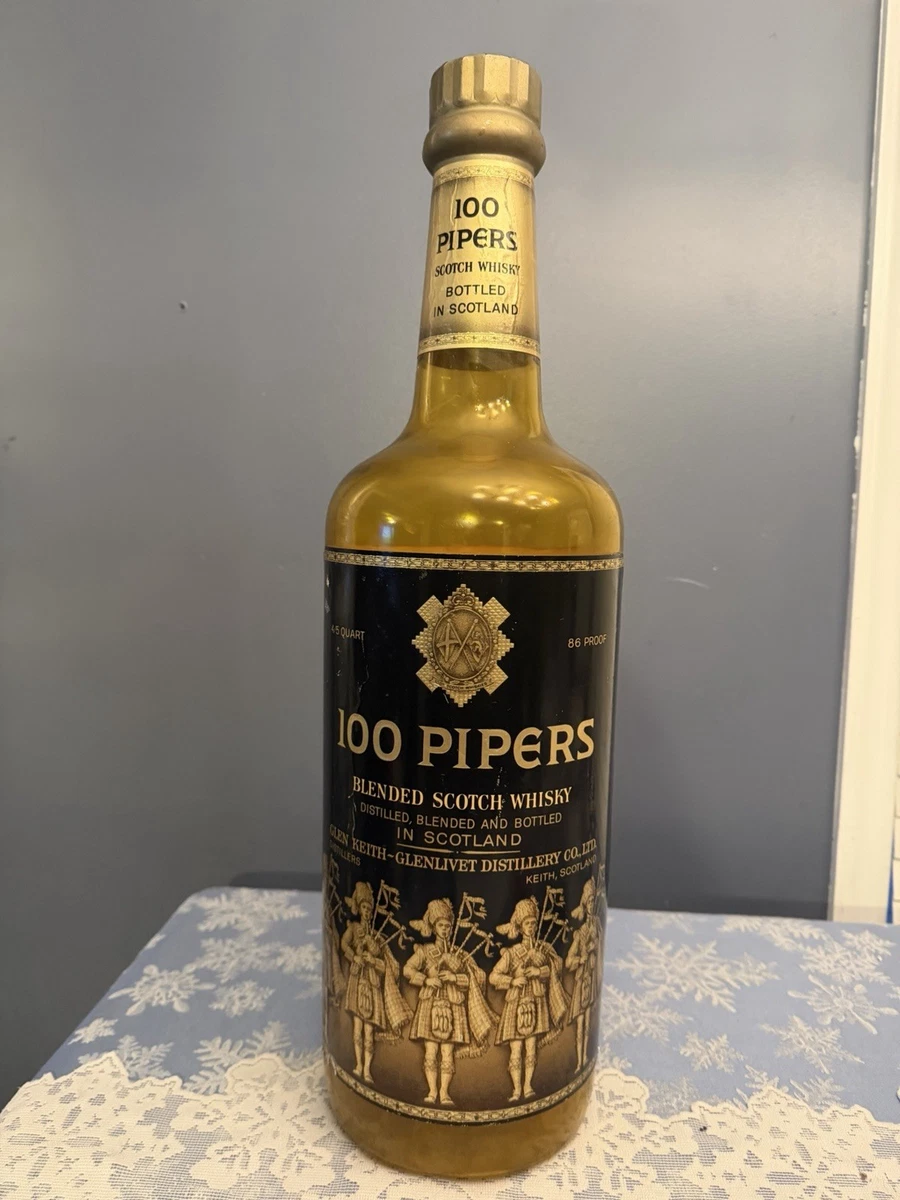 100
PIPERS
SCOTCH WHISKY
BOTTLED
IN SCOTLAND
4/5 QUART
86 PROOF
100 PIPERS
BLENDED SCOTCH WHISKY
DISTILLED, BLENDED AND BOTTLED
IN SCOTLAND
GLEN KEITH-GLENLIVET DISTILLERY CO., LTD.
KEITH, SCOTLAND